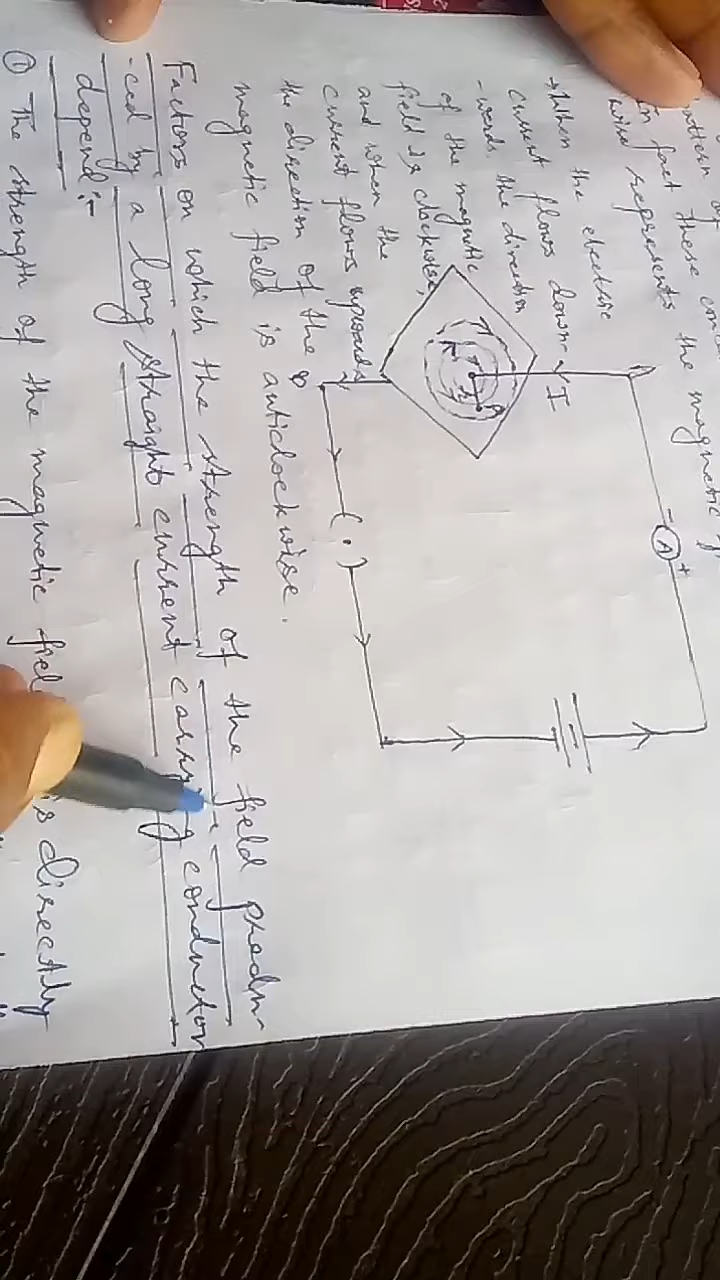 pattern of
In fact these
wire represents the magnetic
→ When the electric
current flows down-
-wards the direction
of the magnetic
field is clockwise,
and when the
current flows upwards
the direction of the
magnetic field is anticlockwise.
I
- A +
Factors on which the strength of the field produ-
-ced by a long straight current carrying conductor
depend:-
① The strength of the magnetic field is directly